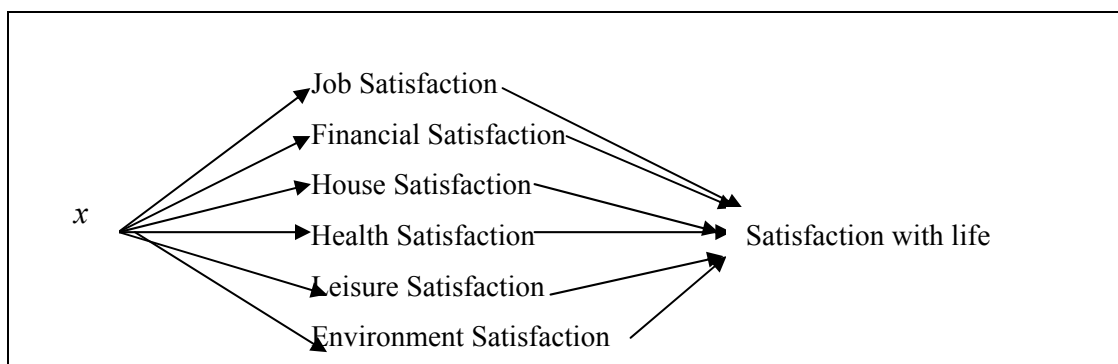 Job Satisfaction
Financial Satisfaction
House Satisfaction
x
Health Satisfaction
Satisfaction with life
Leisure Satisfaction
Environment Satisfaction